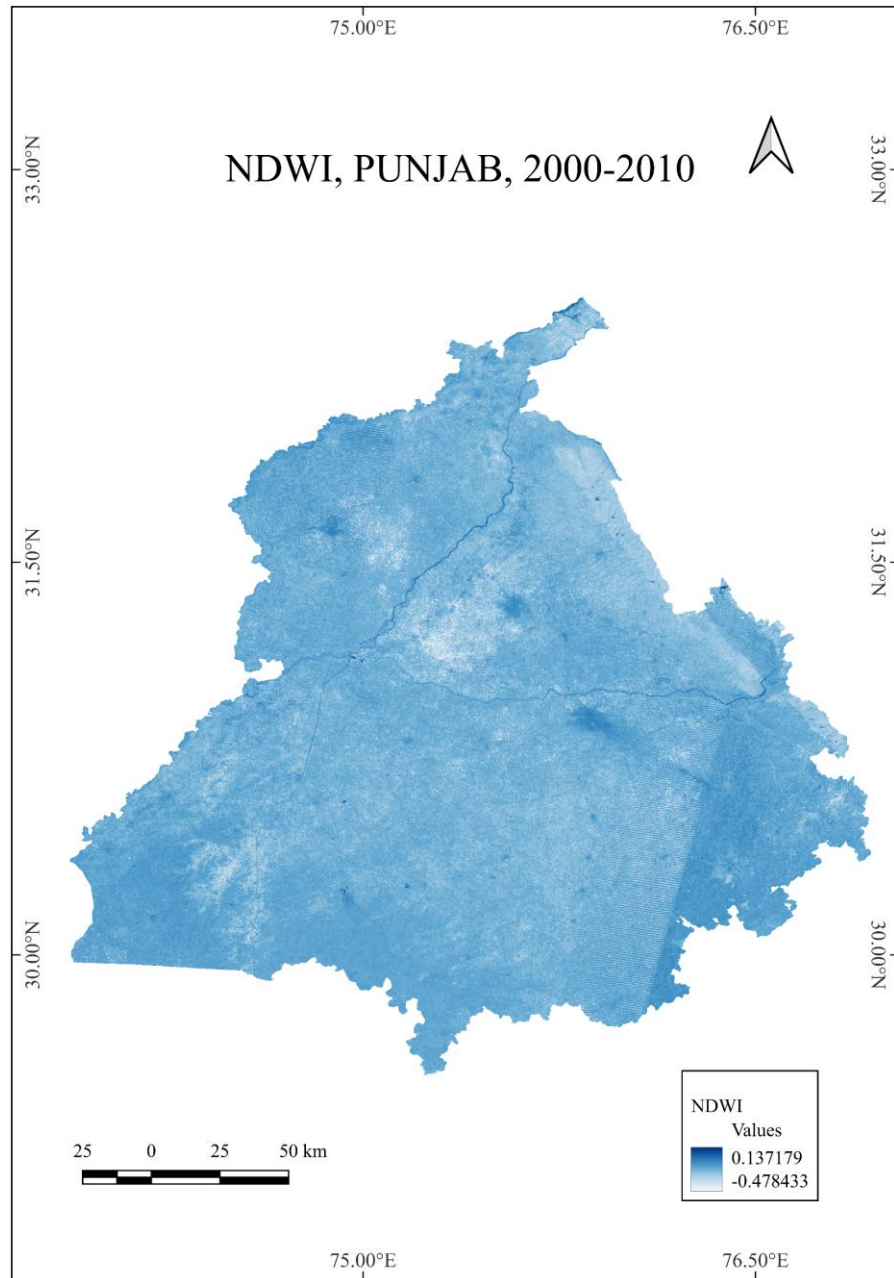 75.00°E 76.50°E
33.00°N 33.00°N
NDWI, PUNJAB, 2000-2010
31.50°N 31.50°N
30.00°N 30.00°N
NDWI
Values
0.137179
-0.478433
25 0 25 50 km
75.00°E 76.50°E